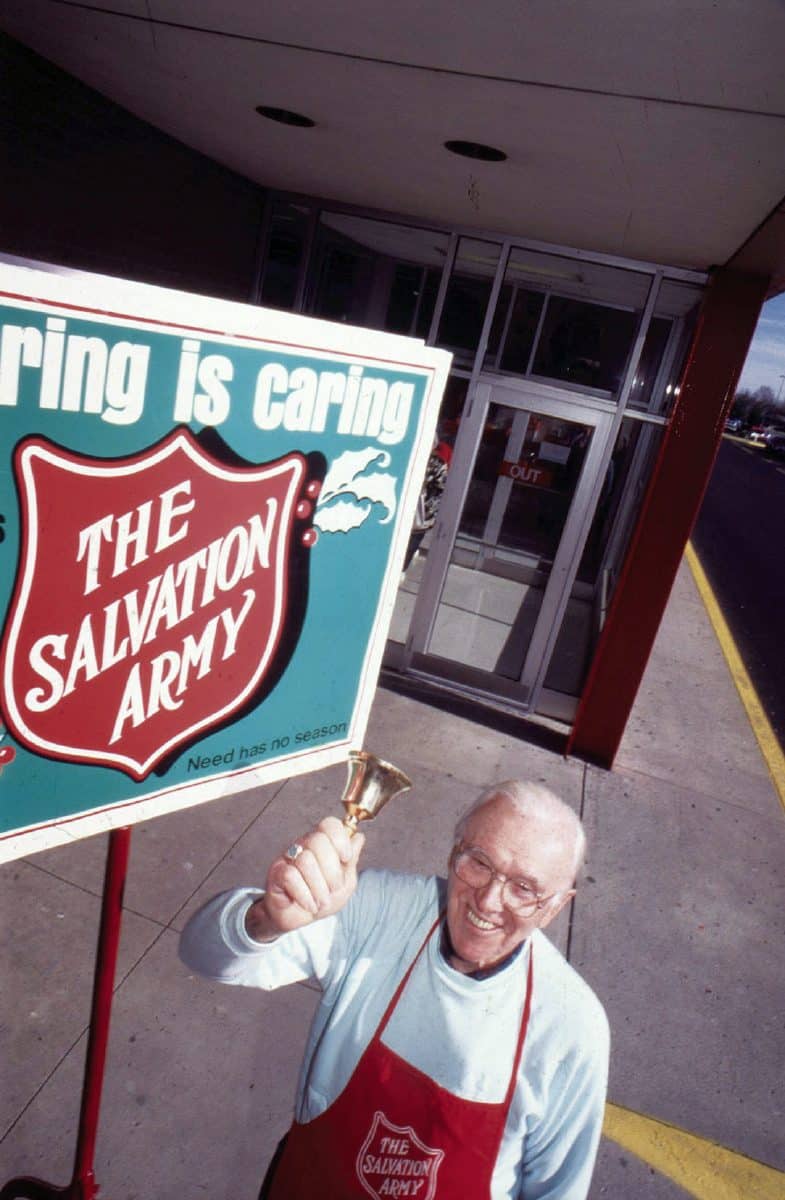 ring is caring
THE
SALVATION
ARMY
Need has no season
OUT
THE
SALVATION
ARMY